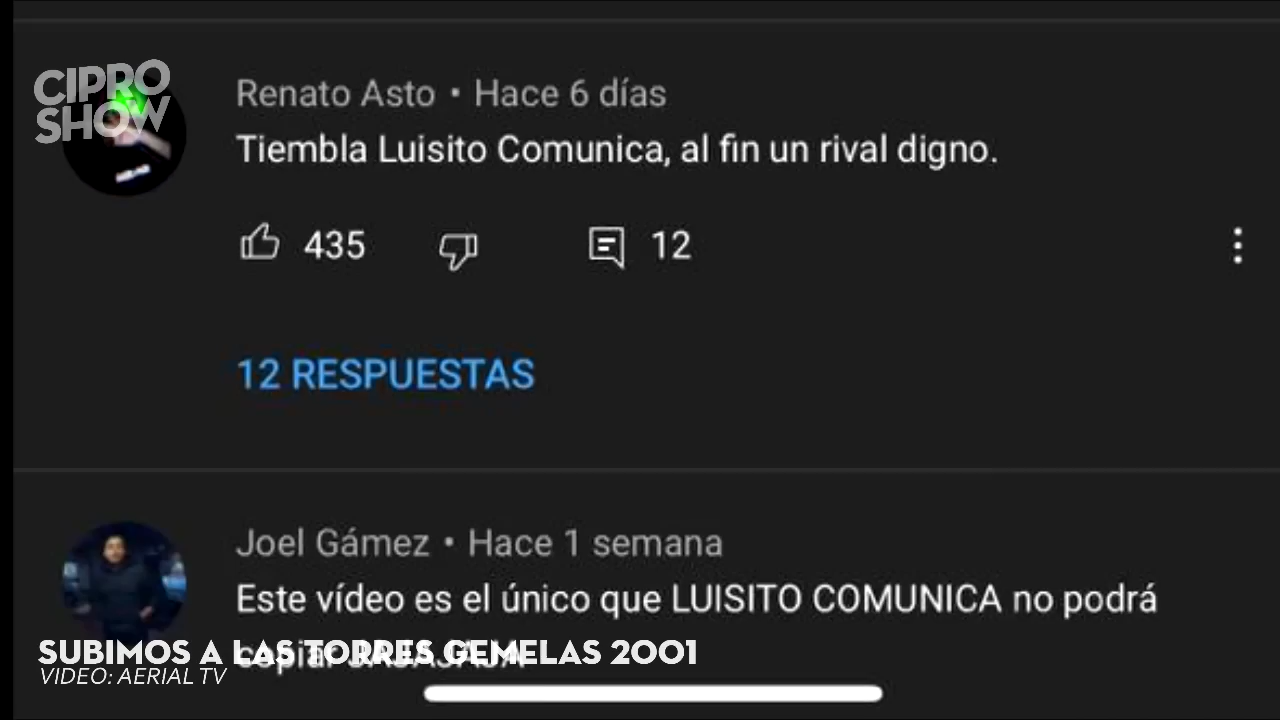 CIPRO
SHOW
Renato Asto • Hace 6 días
Tiembla Luisito Comunica, al fin un rival digno.
435
12
12 RESPUESTAS
Joel Gámez • Hace 1 semana
Este vídeo es el único que LUISITO COMUNICA no podrá
copiar
SUBIMOS A LAS TORRES GEMELAS 2001
VIDEO: AERIAL TV